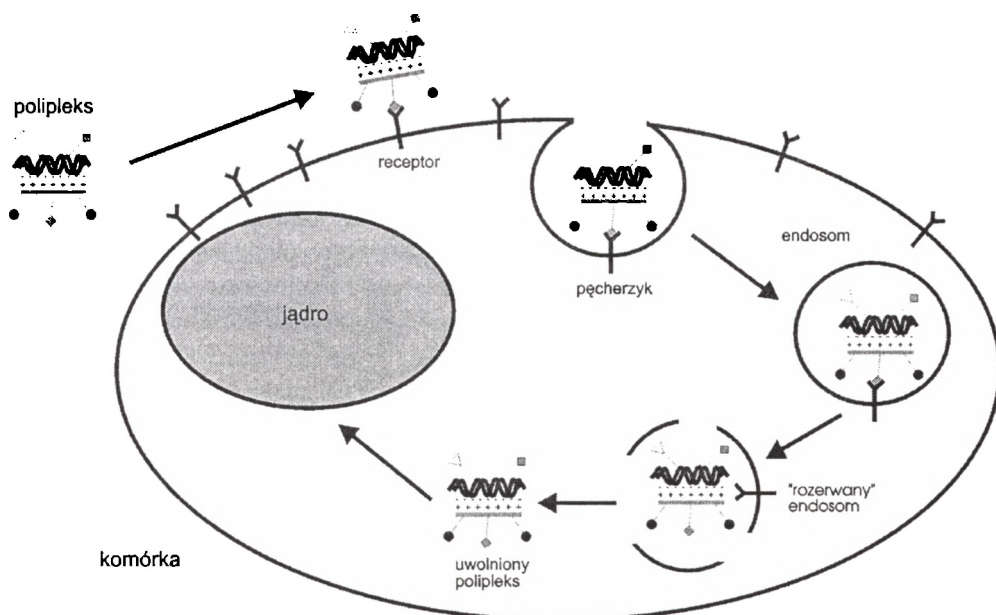 polipleks
receptor
pęcherzyk
endosom
jądro
"rozerwany"
endosom
uwolniony
polipleks
komórka